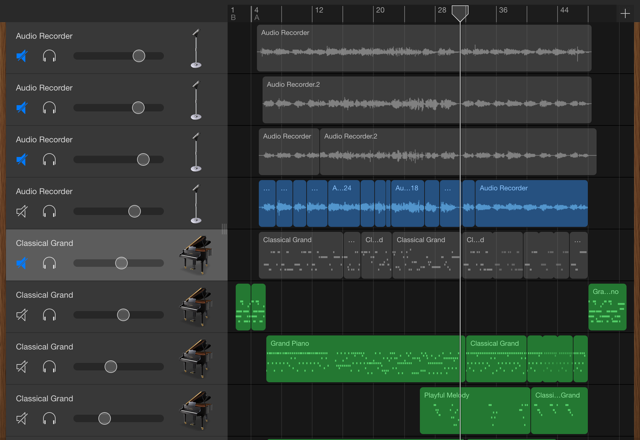 1 4 12 20 28 36 44
B A
Audio Recorder
Audio Recorder
Audio Recorder
Audio Recorder,2
Audio Recorder
Audio Recorder Audio Recorder,2
Audio Recorder
... ... ... ... A...24 Au...18 ... Audio Recorder
Classical Grand
Classical Grand ... Cl...d Classical Grand Cl...d ...
Classical Grand
Gra...no
Classical Grand
Grand Piano Classical Grand
Classical Grand
Playful Melody Classi...Grand